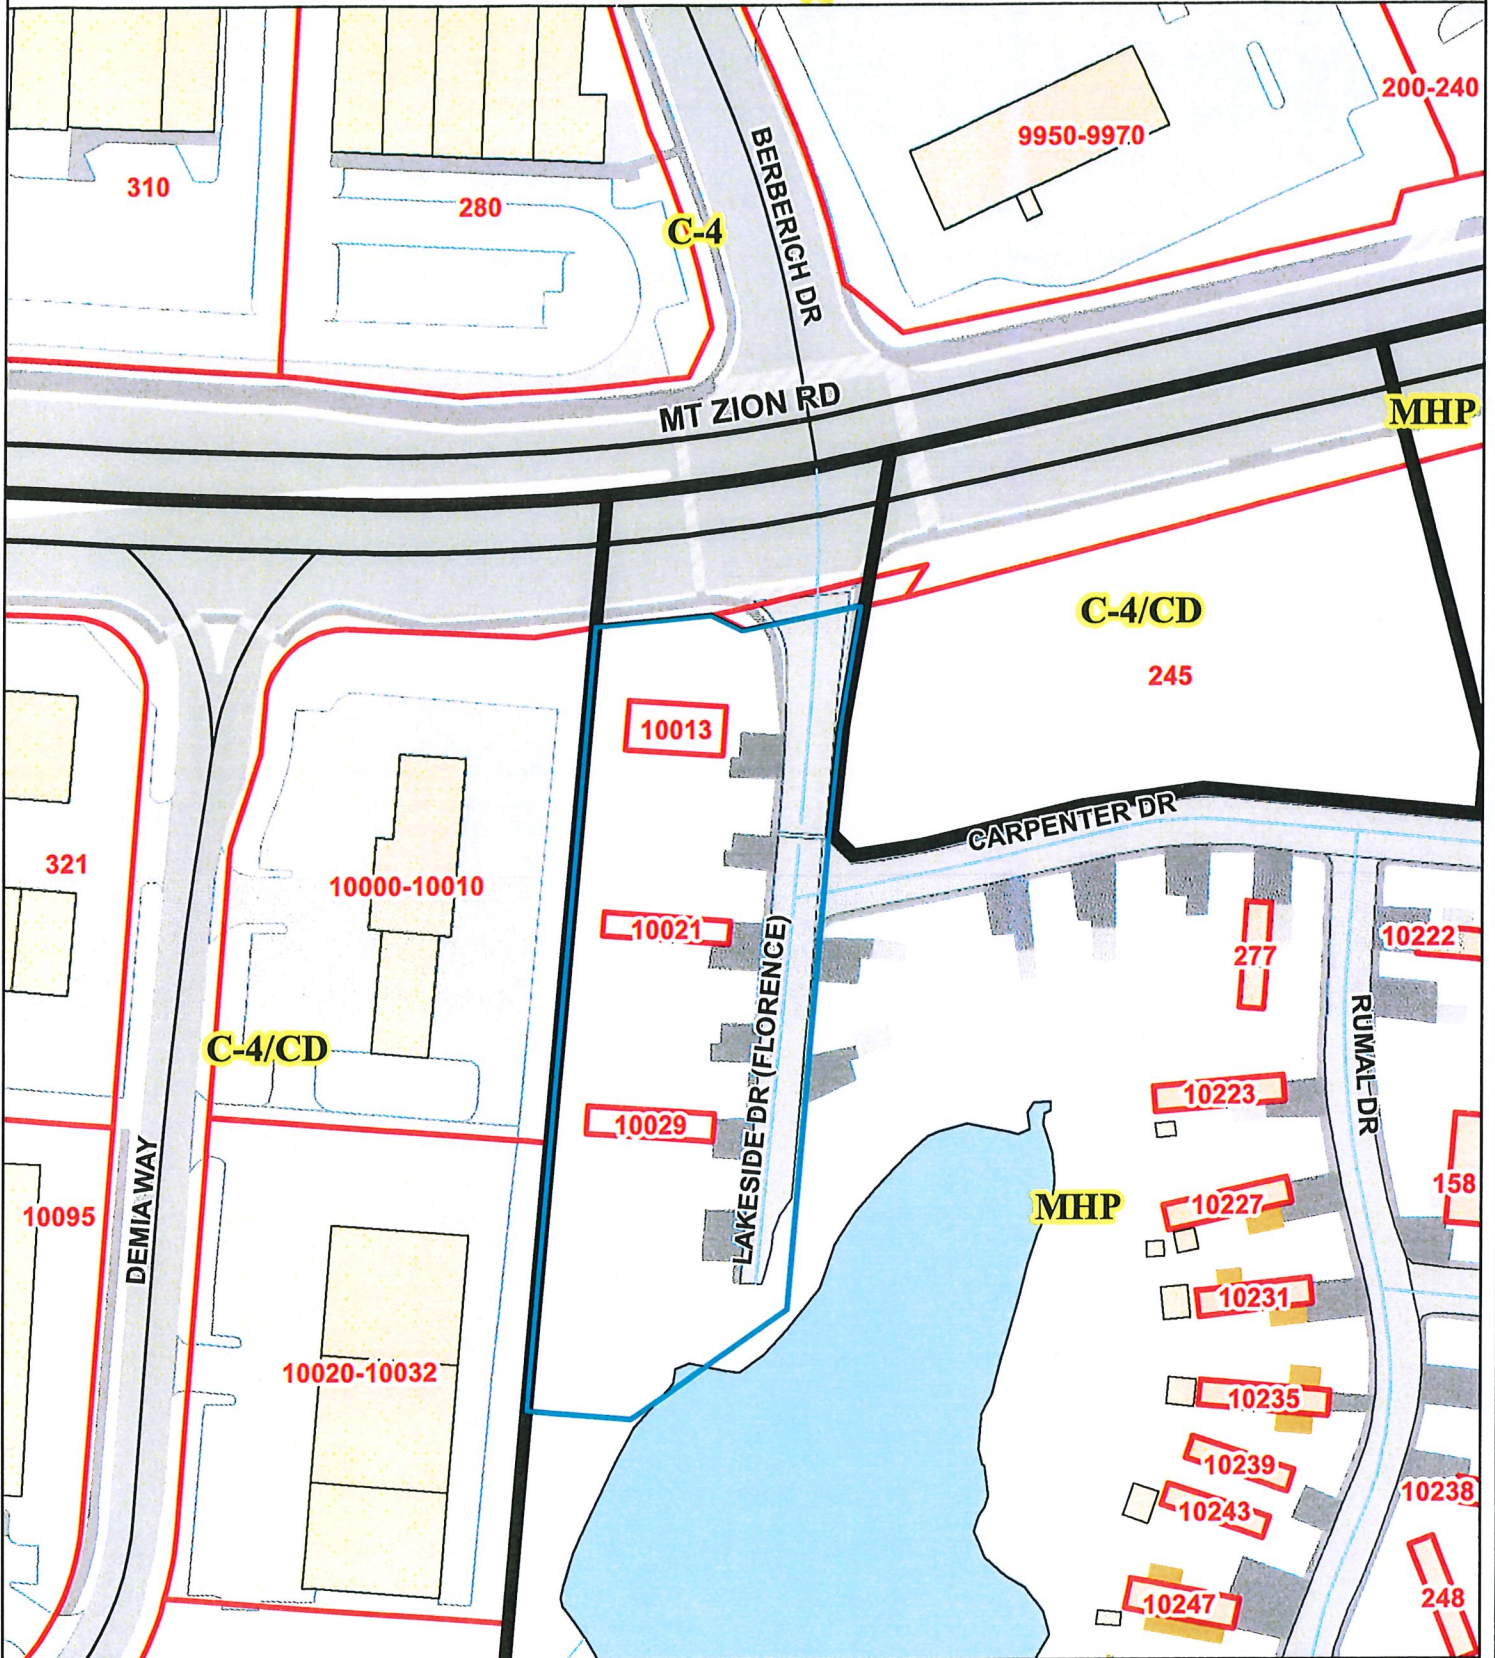 200-240
9950-9970
BERBERICH DR
310
280
C-4
MT ZION RD
MHP
C-4/CD
245
10013
CARPENTER DR
321
10000-10010
10021
LAKESIDE DR (FLORENCE)
277
10222
RUMAL DR
C-4/CD
10223
10029
158
MHP
10227
10095
DEMIA WAY
10231
10020-10032
10235
10239
10238
10243
10247
248